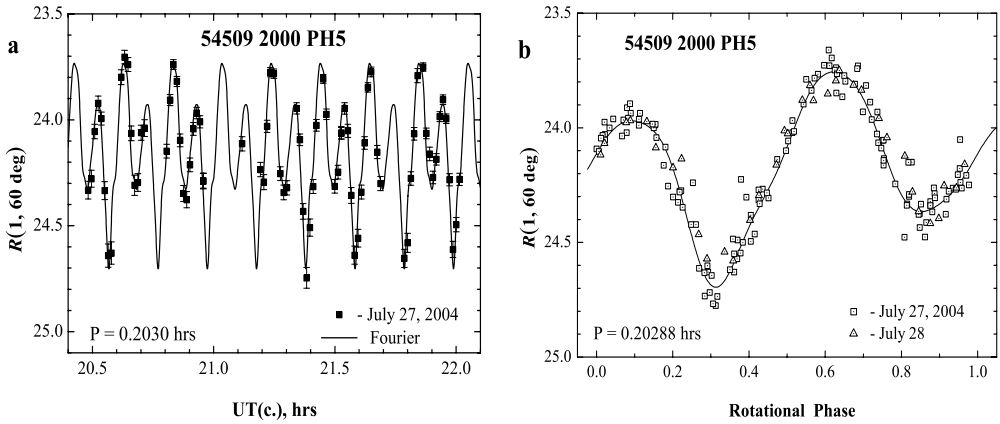 a
54509 2000 PH5
R(1, 60 deg)
23.5
24.0
24.5
25.0
- July 27, 2004
Fourier
P = 0.2030 hrs
20.5 21.0 21.5 22.0
UT(c.), hrs
b
54509 2000 PH5
R(1, 60 deg)
23.5
24.0
24.5
25.0
- July 27, 2004
- July 28
P = 0.20288 hrs
0.0 0.2 0.4 0.6 0.8 1.0
Rotational Phase